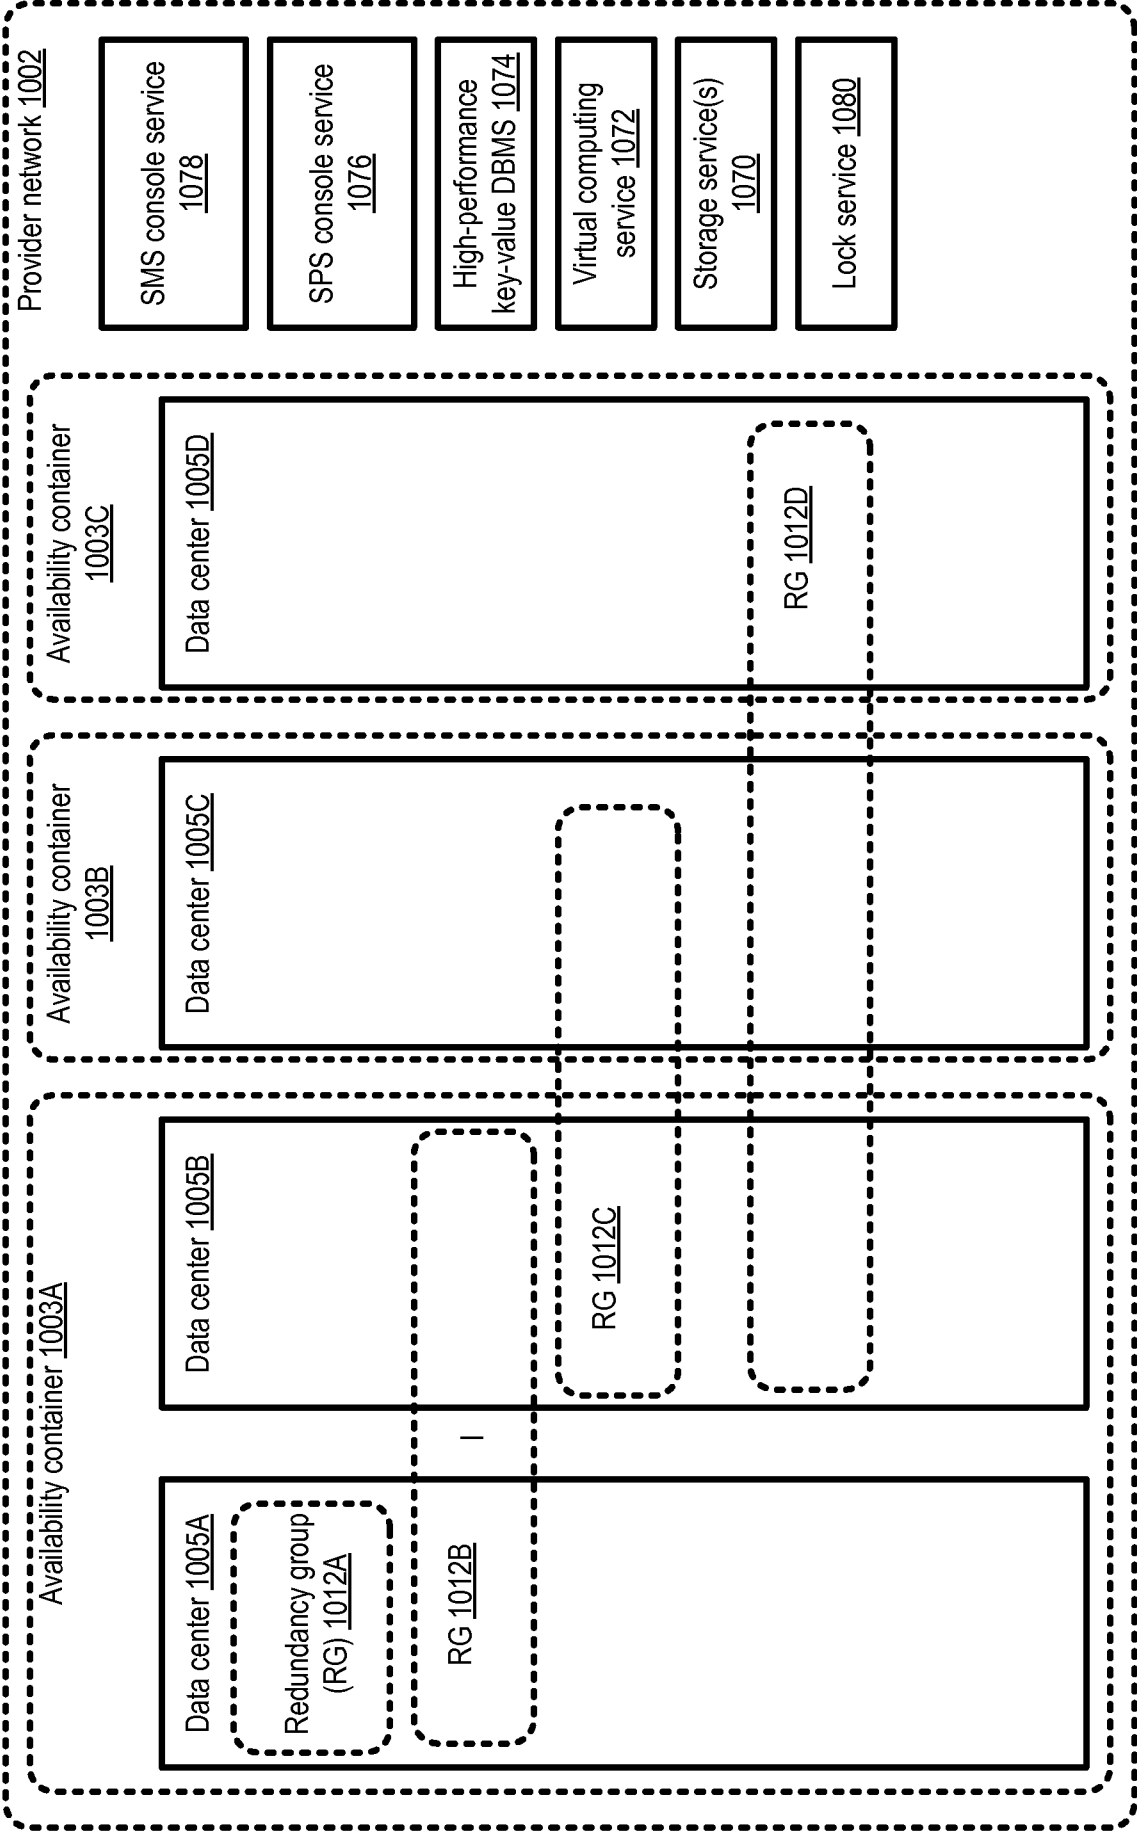 Provider network 1002
Availability container 1003A
Data center 1005A
Redundancy group
(RG) 1012A
RG 1012B
Data center 1005B
RG 1012C
Availability container
1003B
Data center 1005C
Availability container
1003C
Data center 1005D
RG 1012D
SMS console service
1078
SPS console service
1076
High-performance
key-value DBMS 1074
Virtual computing
service 1072
Storage service(s)
1070
Lock service 1080